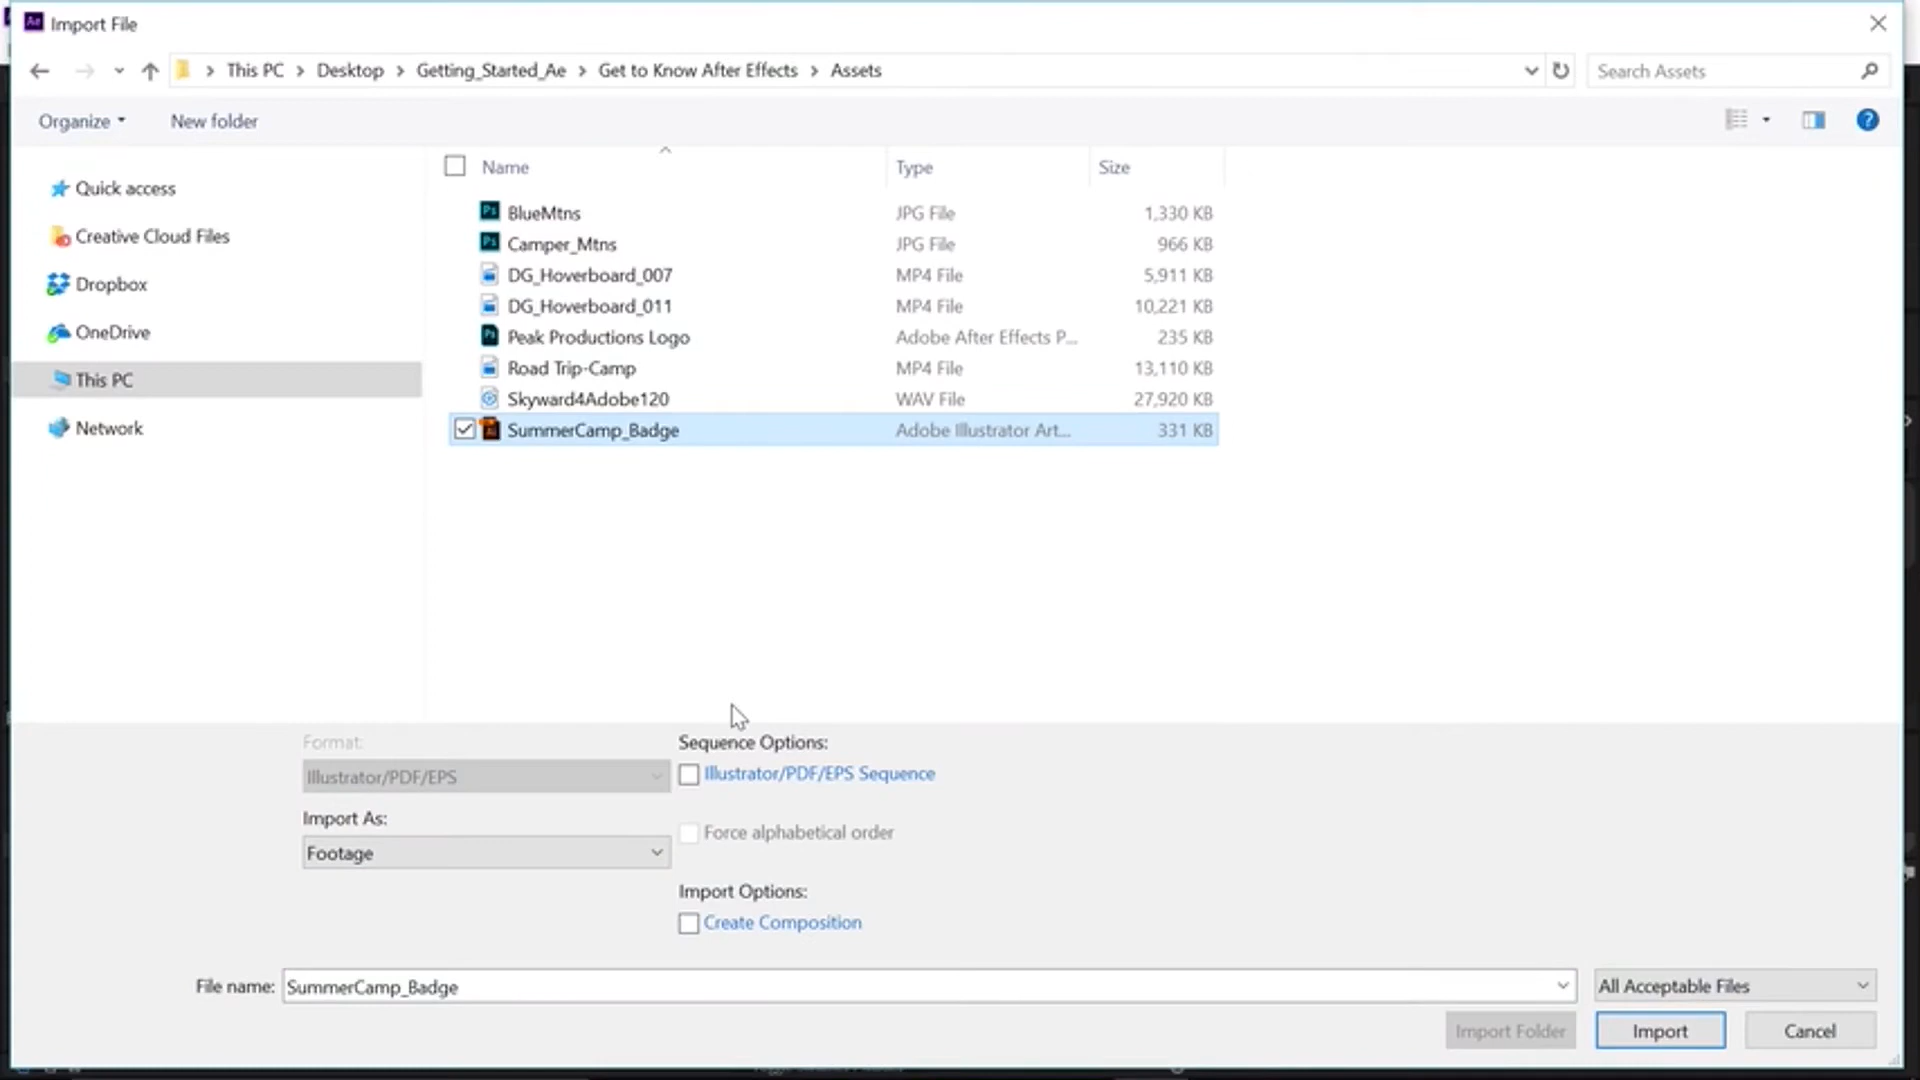 Ae Import File
This PC > Desktop > Getting_Started_Ae > Get to Know After Effects > Assets
Search Assets
Organize
New folder
?
Name
Type
Size
Quick access
Creative Cloud Files
Dropbox
OneDrive
This PC
Network
Ps BlueMtns JPG File 1,330 KB
Ps Camper_Mtns JPG File 966 KB
DG_Hoverboard_007 MP4 File 5,911 KB
DG_Hoverboard_011 MP4 File 10,221 KB
Ps Peak Productions Logo Adobe After Effects P... 235 KB
Road Trip-Camp MP4 File 13,110 KB
Skyward4Adobe120 WAV File 27,920 KB
Ai SummerCamp_Badge Adobe Illustrator Art... 331 KB
Format:
Illustrator/PDF/EPS
Import As:
Footage
Sequence Options:
Illustrator/PDF/EPS Sequence
Force alphabetical order
Import Options:
Create Composition
File name: SummerCamp_Badge
All Acceptable Files
Import Folder
Import
Cancel